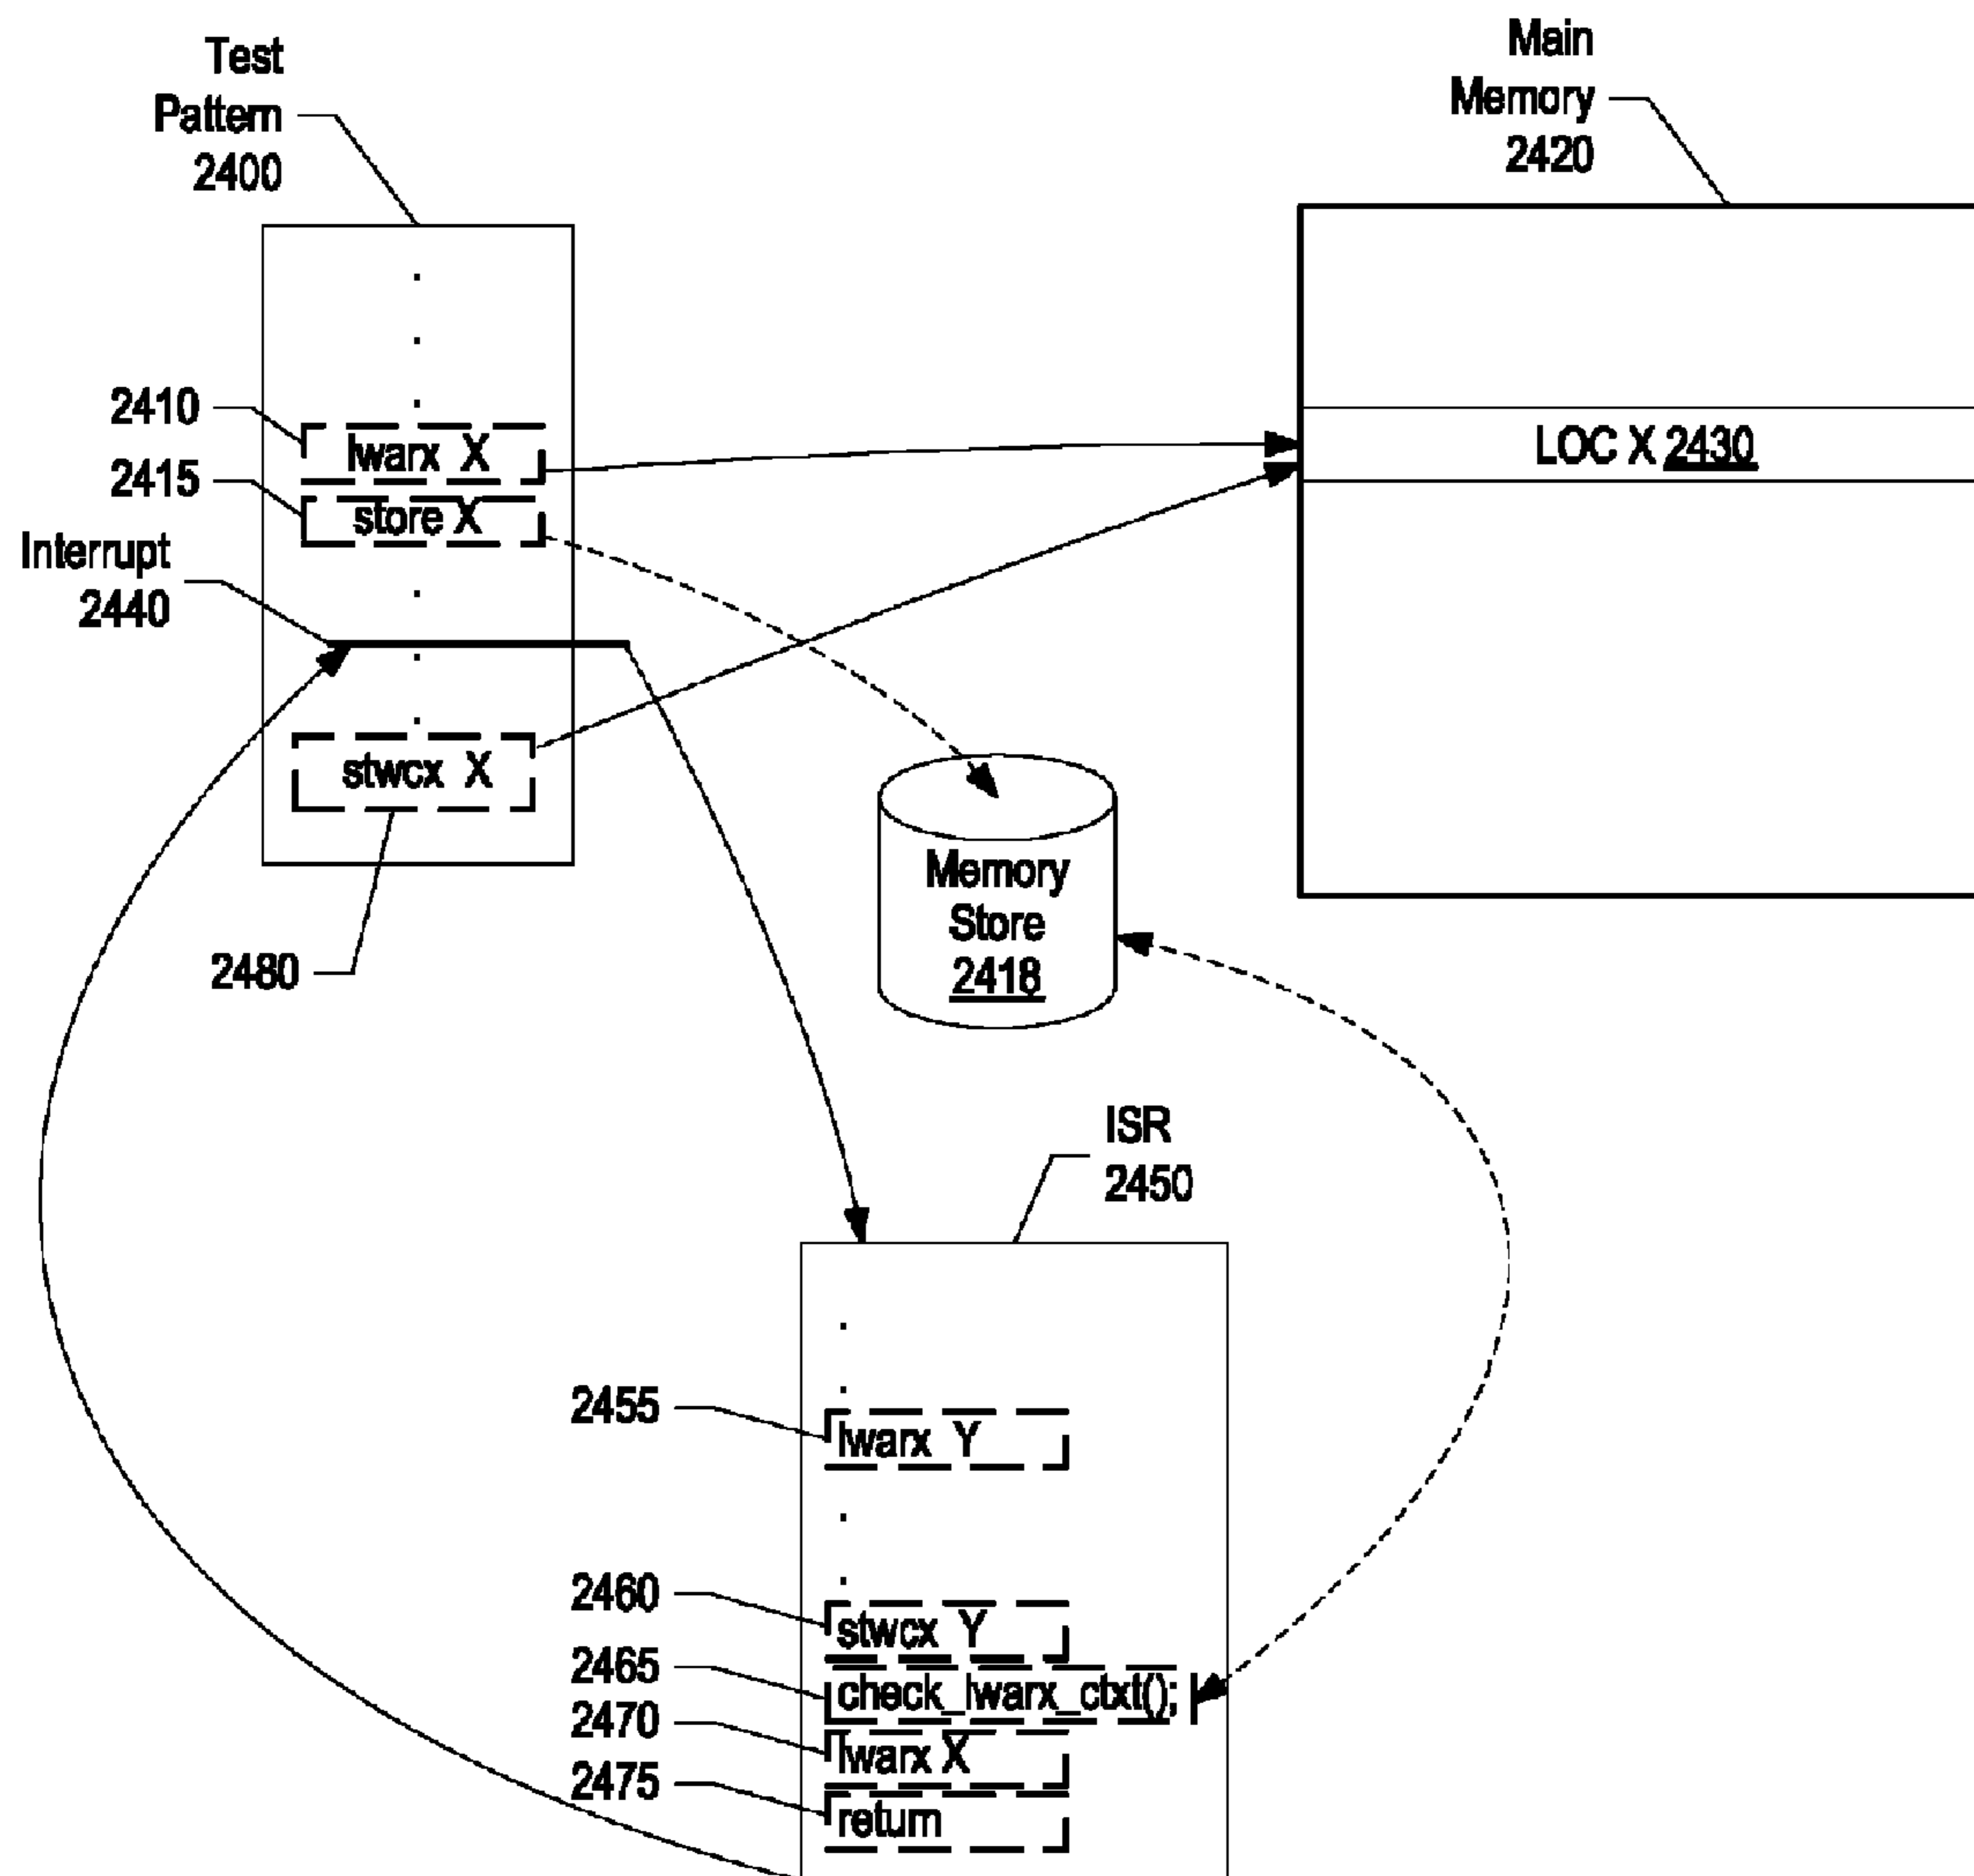 Test
Pattern
2400
Main
Memory
2420
2410
lwarx X
LOC X 2430
2415
store X
Interrupt
2440
stwcx X
2480
Memory
Store
2418
ISR
2450
2455
lwarx Y
2460
stwcx Y
2465
check_lwarx_ctxt();
2470
lwarx X
2475
return